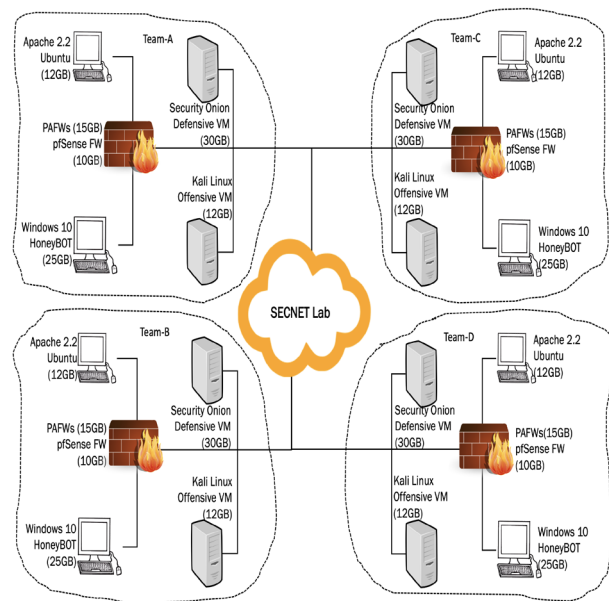 Team-A
Apache 2.2
Ubuntu
(12GB)
Security Onion
Defensive VM
(30GB)
PAFWs (15GB)
pfSense FW
(10GB)
Kali Linux
Offensive VM
(12GB)
Windows 10
HoneyBOT
(25GB)
Team-C
Apache 2.2
Ubuntu
(12GB)
Security Onion
Defensive VM
(30GB)
PAFWs (15GB)
pfSense FW
(10GB)
Kali Linux
Offensive VM
(12GB)
Windows 10
HoneyBOT
(25GB)
SECNET Lab
Team-B
Apache 2.2
Ubuntu
(12GB)
Security Onion
Defensive VM
(30GB)
PAFWs (15GB)
pfSense FW
(10GB)
Kali Linux
Offensive VM
(12GB)
Windows 10
HoneyBOT
(25GB)
Team-D
Apache 2.2
Ubuntu
(12GB)
Security Onion
Defensive VM
(30GB)
PAFWs(15GB)
pfSense FW
(10GB)
Kali Linux
Offensive VM
(12GB)
Windows 10
HoneyBOT
(25GB)